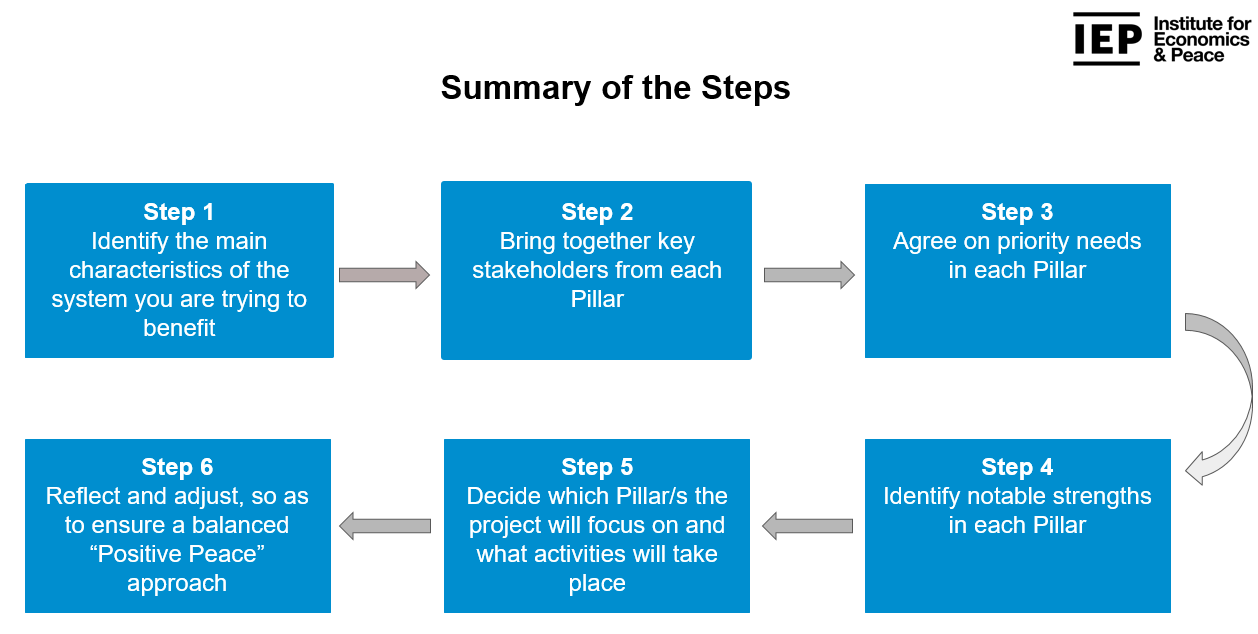 IEP
Institute for
Economics
& Peace
Summary of the Steps
Step 1
Identify the main
characteristics of the
system you are trying to
benefit
Step 2
Bring together key
stakeholders from each
Pillar
Step 3
Agree on priority needs
in each Pillar
Step 4
Identify notable strengths
in each Pillar
Step 5
Decide which Pillar/s the
project will focus on and
what activities will take
place
Step 6
Reflect and adjust, so as
to ensure a balanced
“Positive Peace”
approach